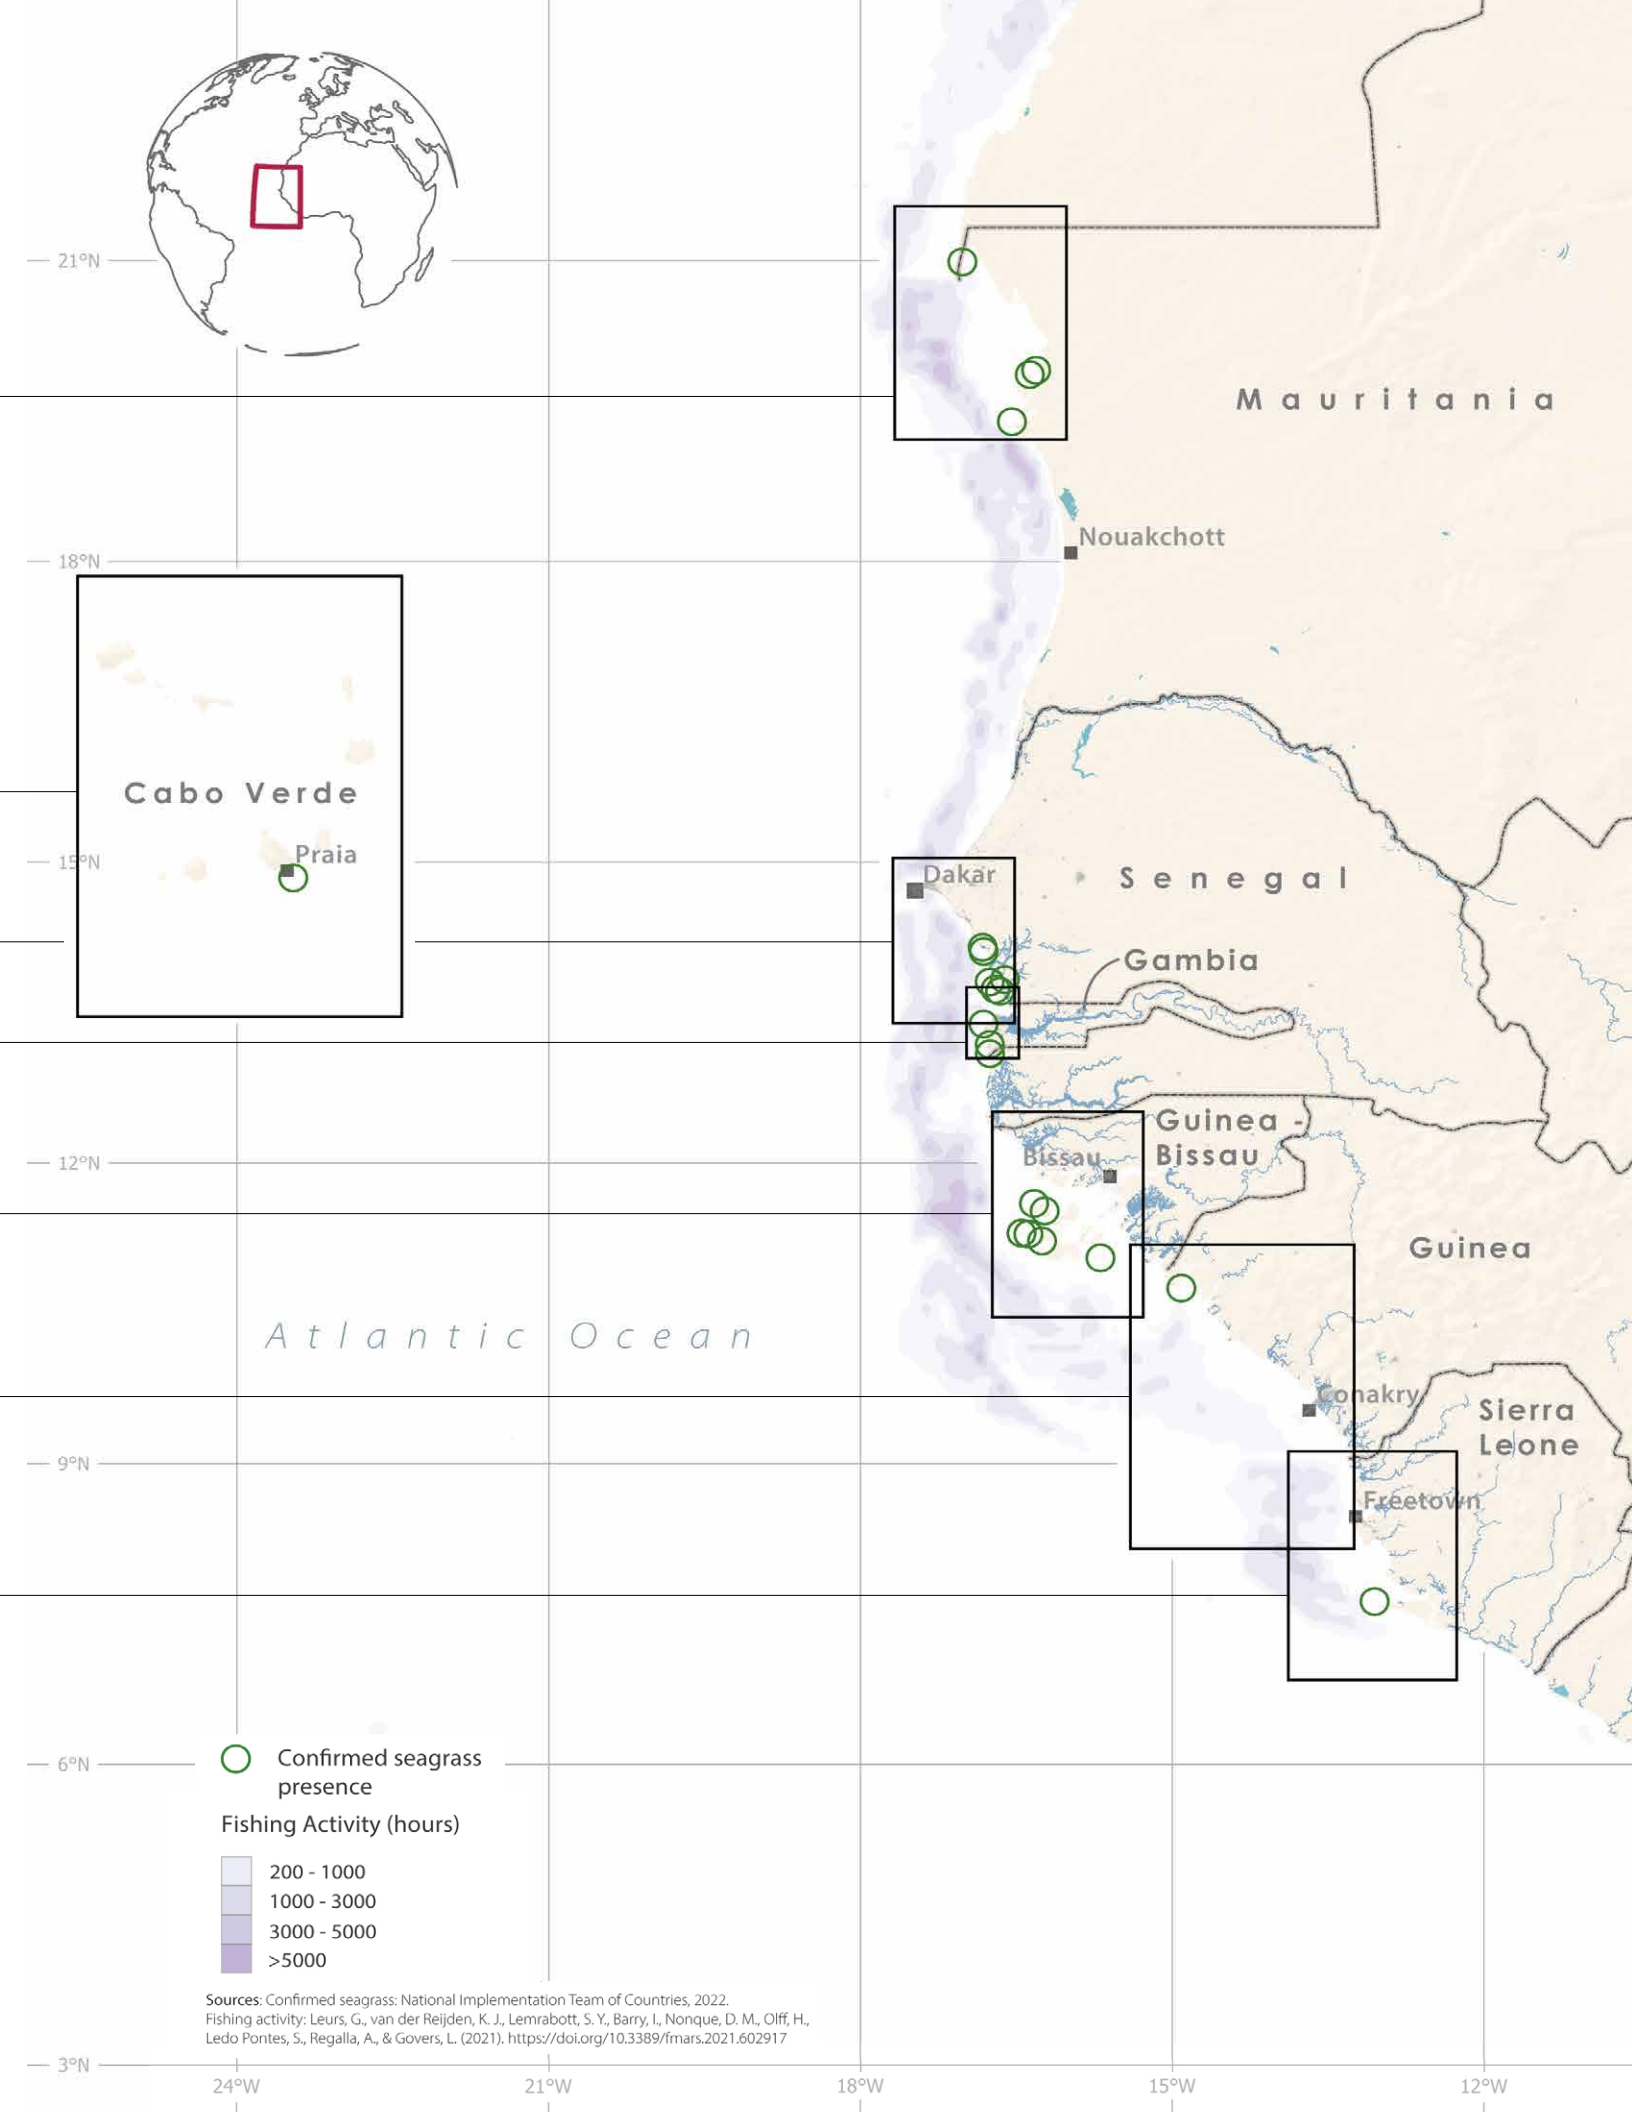 21°N
Mauritania
Nouakchott
18°N
Cabo Verde
Praia
15°N
Dakar
Senegal
Gambia
Guinea -
Bissau
Bissau
12°N
Guinea
Atlantic Ocean
Conakry
Sierra
Leone
9°N
Freetown
Confirmed seagrass
presence
6°N
Fishing Activity (hours)
200 - 1000
1000 - 3000
3000 - 5000
>5000
Sources: Confirmed seagrass: National Implementation Team of Countries, 2022.
Fishing activity: Leurs, G., van der Reijden, K. J., Lemrabott, S. Y., Barry, I., Nonque, D. M., Olff, H.,
Ledo Pontes, S., Regalla, A., & Govers, L. (2021). https://doi.org/10.3389/fmars.2021.602917
3°N
24°W
21°W
18°W
15°W
12°W